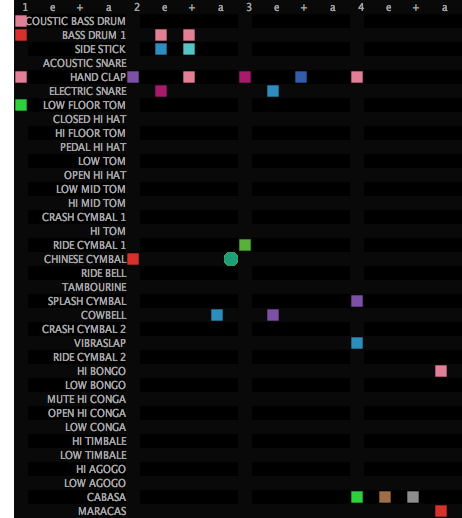 1 e + a 2 e + a 3 e + a 4 e + a
COUSTIC BASS DRUM
BASS DRUM 1
SIDE STICK
ACOUSTIC SNARE
HAND CLAP
ELECTRIC SNARE
LOW FLOOR TOM
CLOSED HI HAT
HI FLOOR TOM
PEDAL HI HAT
LOW TOM
OPEN HI HAT
LOW MID TOM
HI MID TOM
CRASH CYMBAL 1
HI TOM
RIDE CYMBAL 1
CHINESE CYMBAL
RIDE BELL
TAMBOURINE
SPLASH CYMBAL
COWBELL
CRASH CYMBAL 2
VIBRASLAP
RIDE CYMBAL 2
HI BONGO
LOW BONGO
MUTE HI CONGA
OPEN HI CONGA
LOW CONGA
HI TIMBALE
LOW TIMBALE
HI AGOGO
LOW AGOGO
CABASA
MARACAS